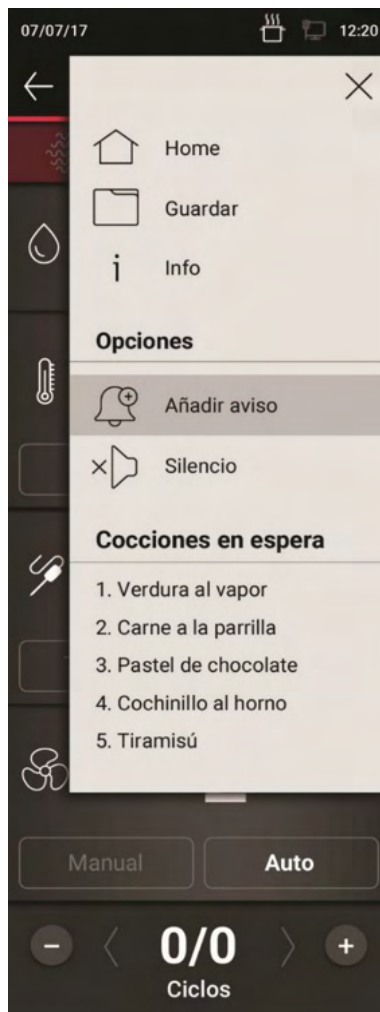 07/07/17 12:20
Home
Guardar
Info
Opciones
Añadir aviso
Silencio
Cocciones en espera
1. Verdura al vapor
2. Carne a la parrilla
3. Pastel de chocolate
4. Cochinillo al horno
5. Tiramisú
Manual Auto
0/0
Ciclos